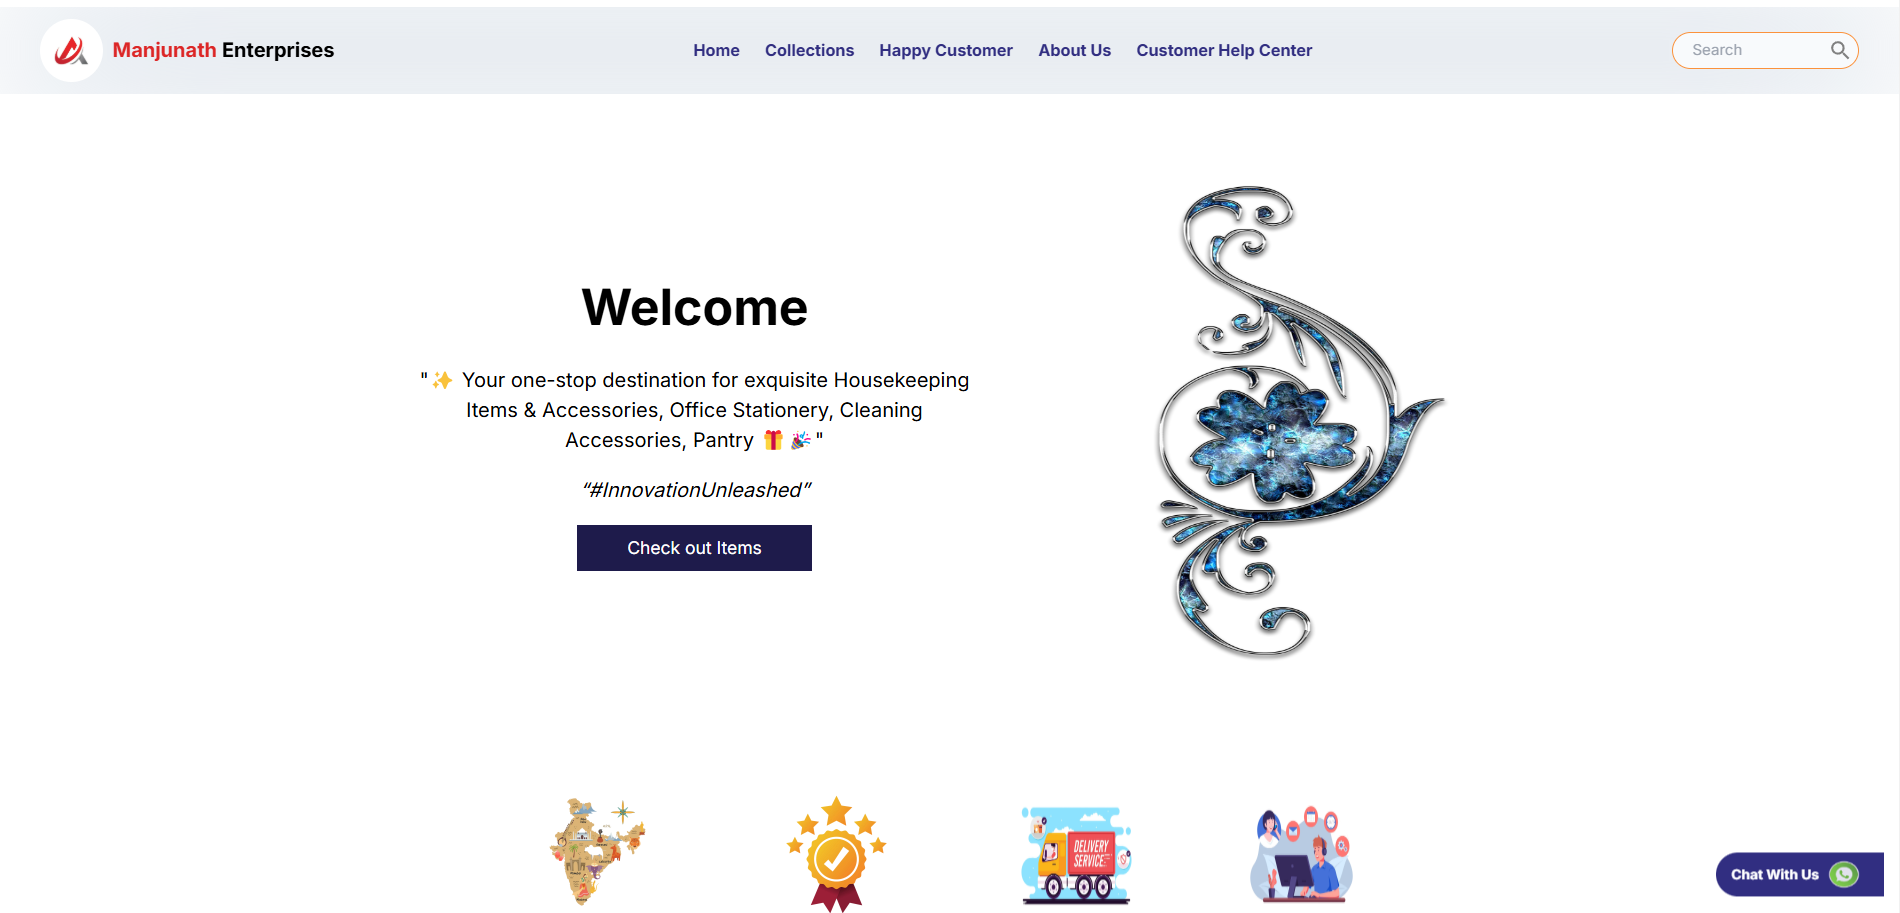 Manjunath Enterprises
Home Collections Happy Customer About Us Customer Help Center
Search
Welcome
"✨ Your one-stop destination for exquisite Housekeeping
Items & Accessories, Office Stationery, Cleaning
Accessories, Pantry 🎁 🎉"
“#InnovationUnleashed”
Check out Items
DELIVERY
SERVICE
Chat With Us